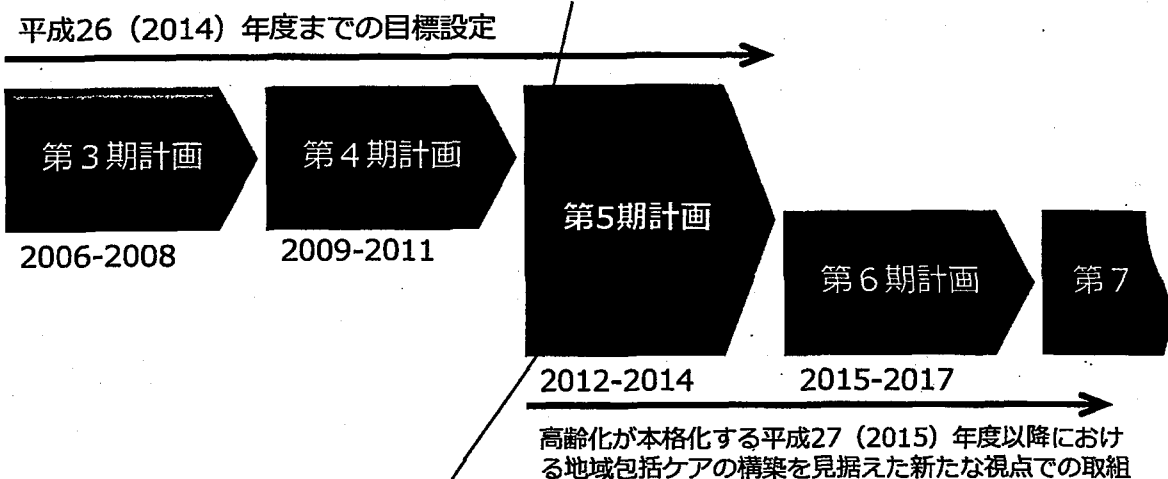 平成26（2014）年度までの目標設定
第３期計画
第４期計画
第5期計画
第６期計画
第７
2006-2008
2009-2011
2012-2014
2015-2017
高齢化が本格化する平成27（2015）年度以降におけ
る地域包括ケアの構築を見据えた新たな視点での取組